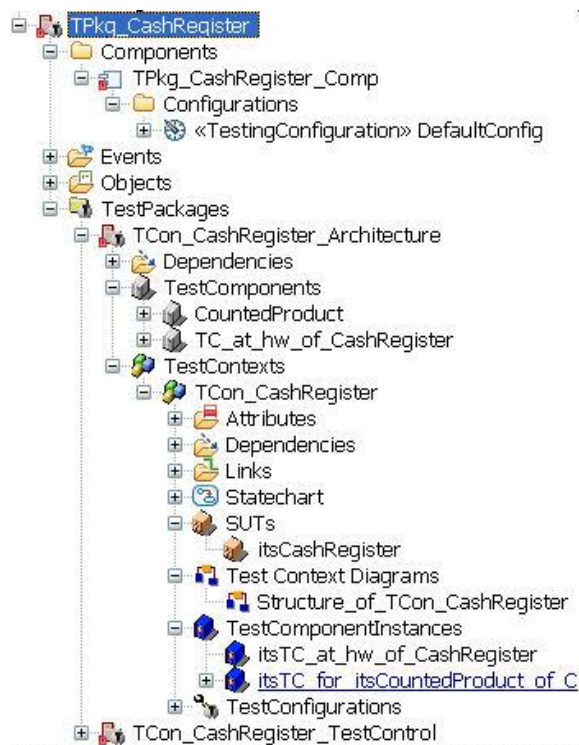 TPkg_CashRegister
Components
TPkg_CashRegister_Comp
Configurations
«TestingConfiguration» DefaultConfig
Events
Objects
TestPackages
TCon_CashRegister_Architecture
Dependencies
TestComponents
CountedProduct
TC_at_hw_of_CashRegister
TestContexts
TCon_CashRegister
Attributes
Dependencies
Links
Statechart
SUTs
itsCashRegister
Test Context Diagrams
Structure_of_TCon_CashRegister
TestComponentInstances
itsTC_at_hw_of_CashRegister
itsTC_for_itsCountedProduct_of_C
TestConfigurations
TCon_CashRegister_TestControl